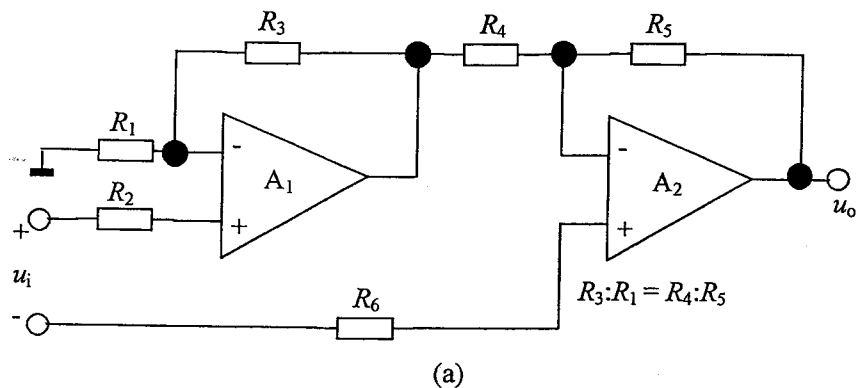 R3
R4
R5
R1
-
A1
-
A2
R2
+
+
uo
+
ui
R3:R1 = R4:R5
-
R6
(a)